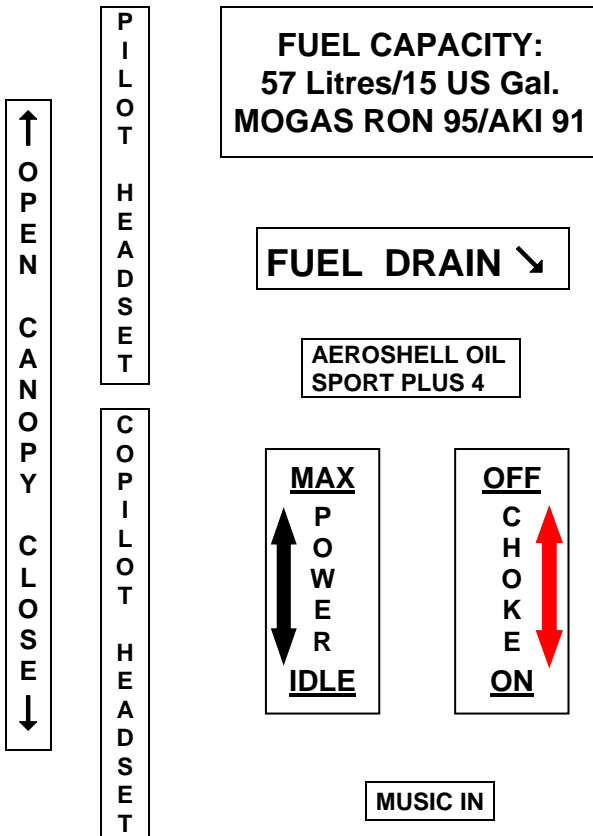 ↑ OPEN CANOPY CLOSE ↓
PILOT HEADSET
COPILOT HEADSET
FUEL CAPACITY:
57 Litres/15 US Gal.
MOGAS RON 95/AKI 91
FUEL DRAIN ↘
AEROSHELL OIL
SPORT PLUS 4
MAX
POWER
IDLE
OFF
CHOKE
ON
MUSIC IN